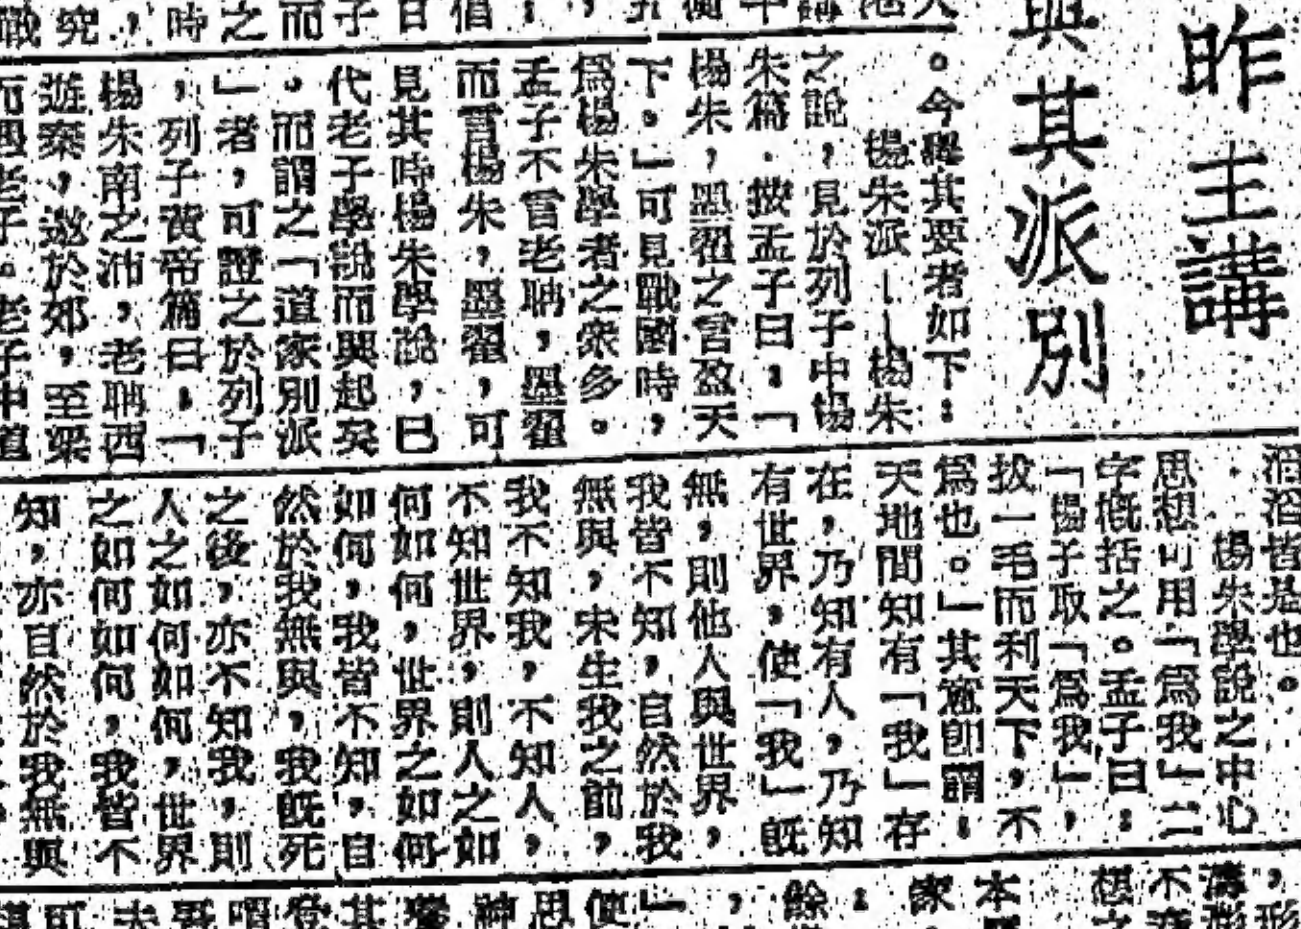 昨主講
與其派別
。今舉其要者如下：
楊朱派——楊朱
之說，見於列子中楊
朱篇．按孟子曰：「
楊朱，墨翟之言盈天
下。」可見戰國時，
爲楊朱學者之衆多。
孟子不言老聃，墨翟
而言楊朱，墨翟，可
見其時楊朱學說，已
代老子學說而興起矣
。而謂之「道家別派
」者，可證之於列子
，列子黃帝篇曰：「
楊朱南之沛，老聃西
遊秦，邀於郊，至梁
而遇老子。老子中道
皆是也。
．楊朱學說之中心
思想可用「爲我」二
字概括之。孟子曰：
「楊子取「爲我」，
拔一毛而利天下，不
爲也。」其意卽謂：
天地間知有「我」存
在，乃知有人，乃知
有世界，使「我」旣
無，則他人與世界，
我皆不知，自然於我
無與，未生我之前，
我不知我，不知人，
不知世界，則人之如
何如何，世界之如何
如何，我皆不知，自
然於我無與，我旣死
之後，亦不知我，則
人之如何如何，世界
之如何如何，我皆不
知，亦自然於我無與